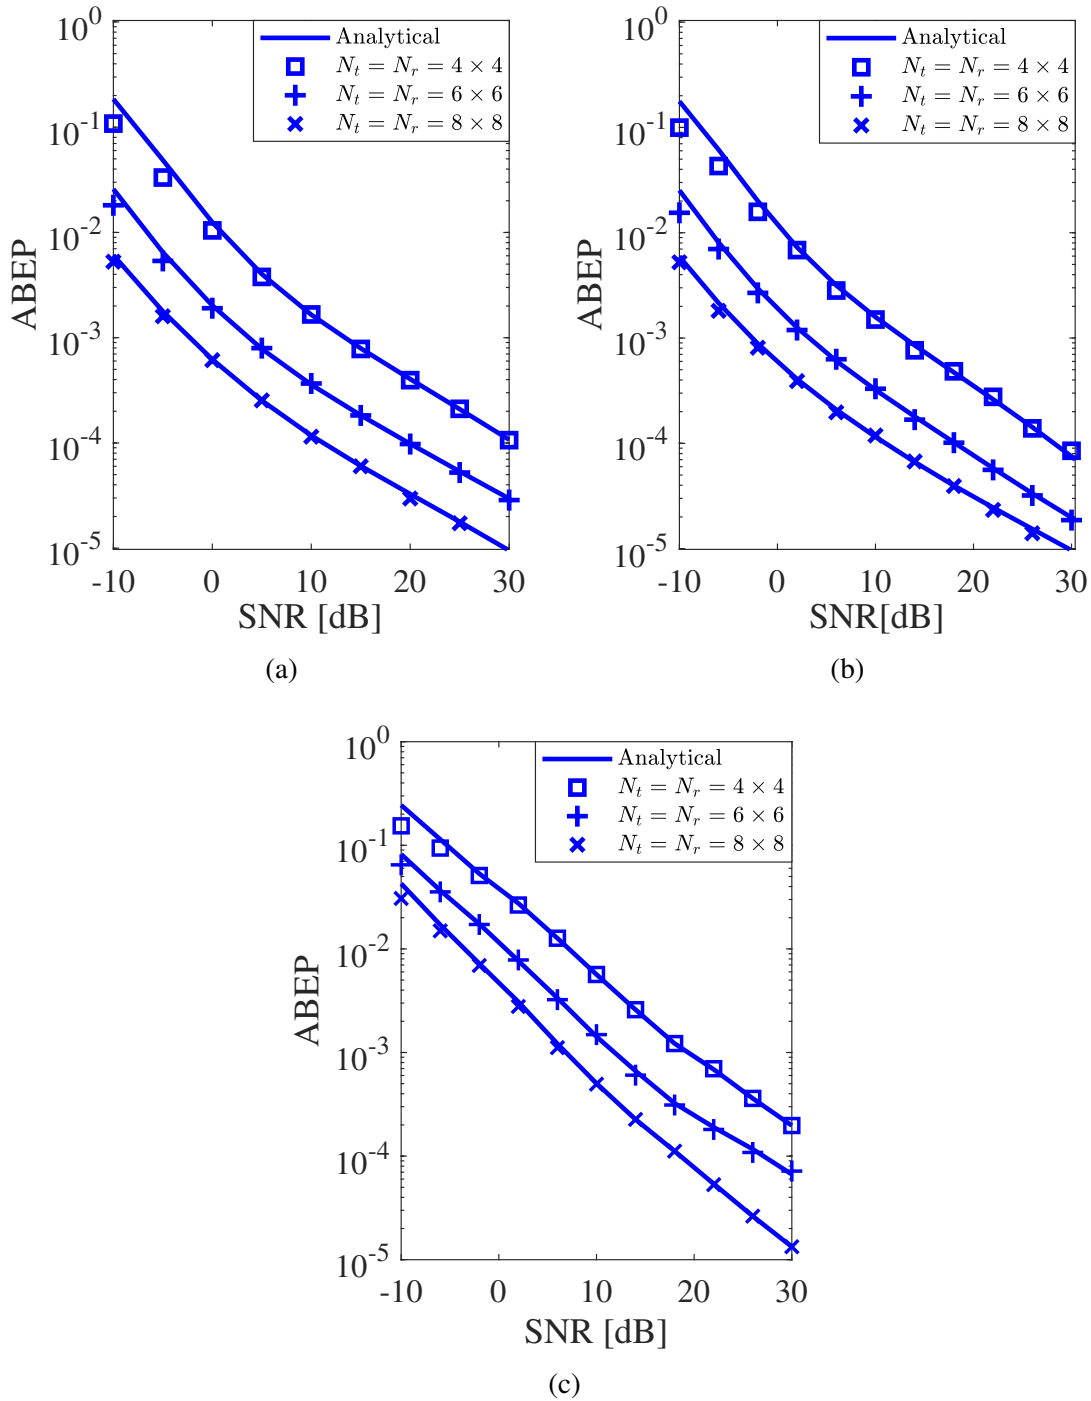 10^0
10^-1
10^-2
10^-3
10^-4
10^-5
ABEP
-10 0 10 20 30
SNR [dB]
Analytical
N_t = N_r = 4 × 4
N_t = N_r = 6 × 6
N_t = N_r = 8 × 8
(a)
10^0
10^-1
10^-2
10^-3
10^-4
10^-5
ABEP
-10 0 10 20 30
SNR[dB]
Analytical
N_t = N_r = 4 × 4
N_t = N_r = 6 × 6
N_t = N_r = 8 × 8
(b)
10^0
10^-1
10^-2
10^-3
10^-4
10^-5
ABEP
-10 0 10 20 30
SNR [dB]
Analytical
N_t = N_r = 4 × 4
N_t = N_r = 6 × 6
N_t = N_r = 8 × 8
(c)